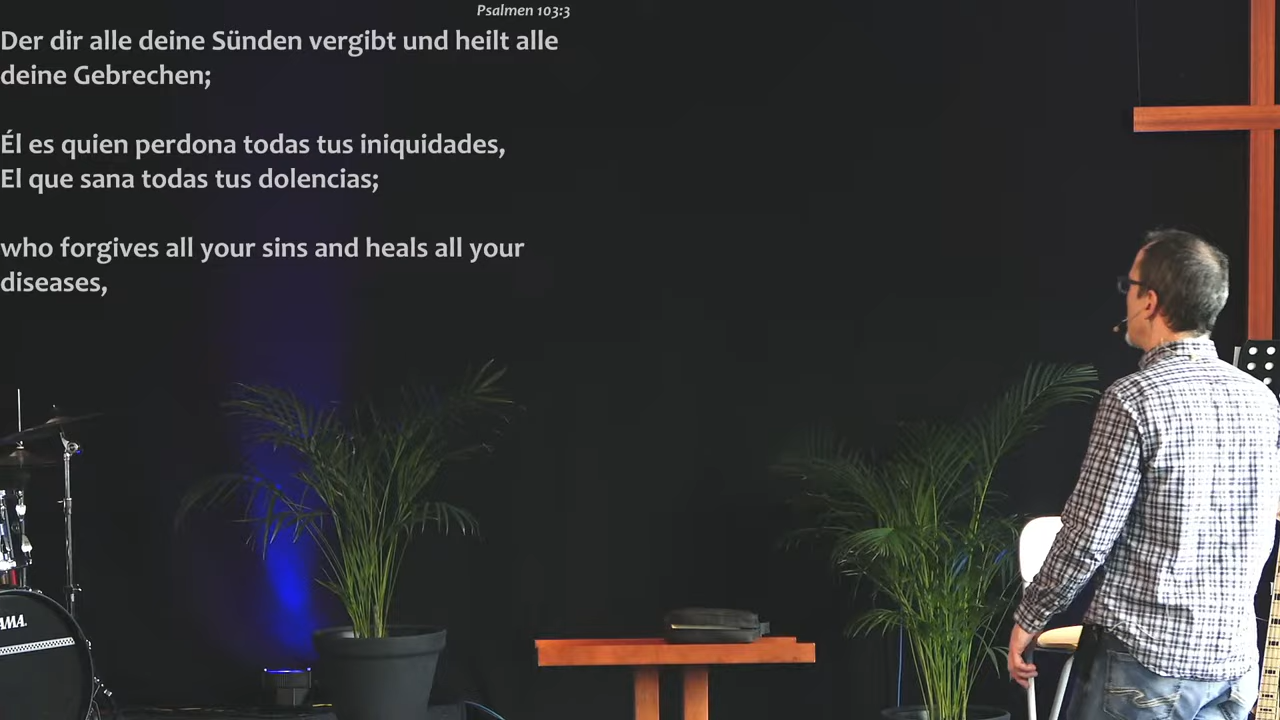 Psalmen 103:3
Der dir alle deine Sünden vergibt und heilt alle
deine Gebrechen;
Él es quien perdona todas tus iniquidades,
El que sana todas tus dolencias;
who forgives all your sins and heals all your
diseases,
AMA.